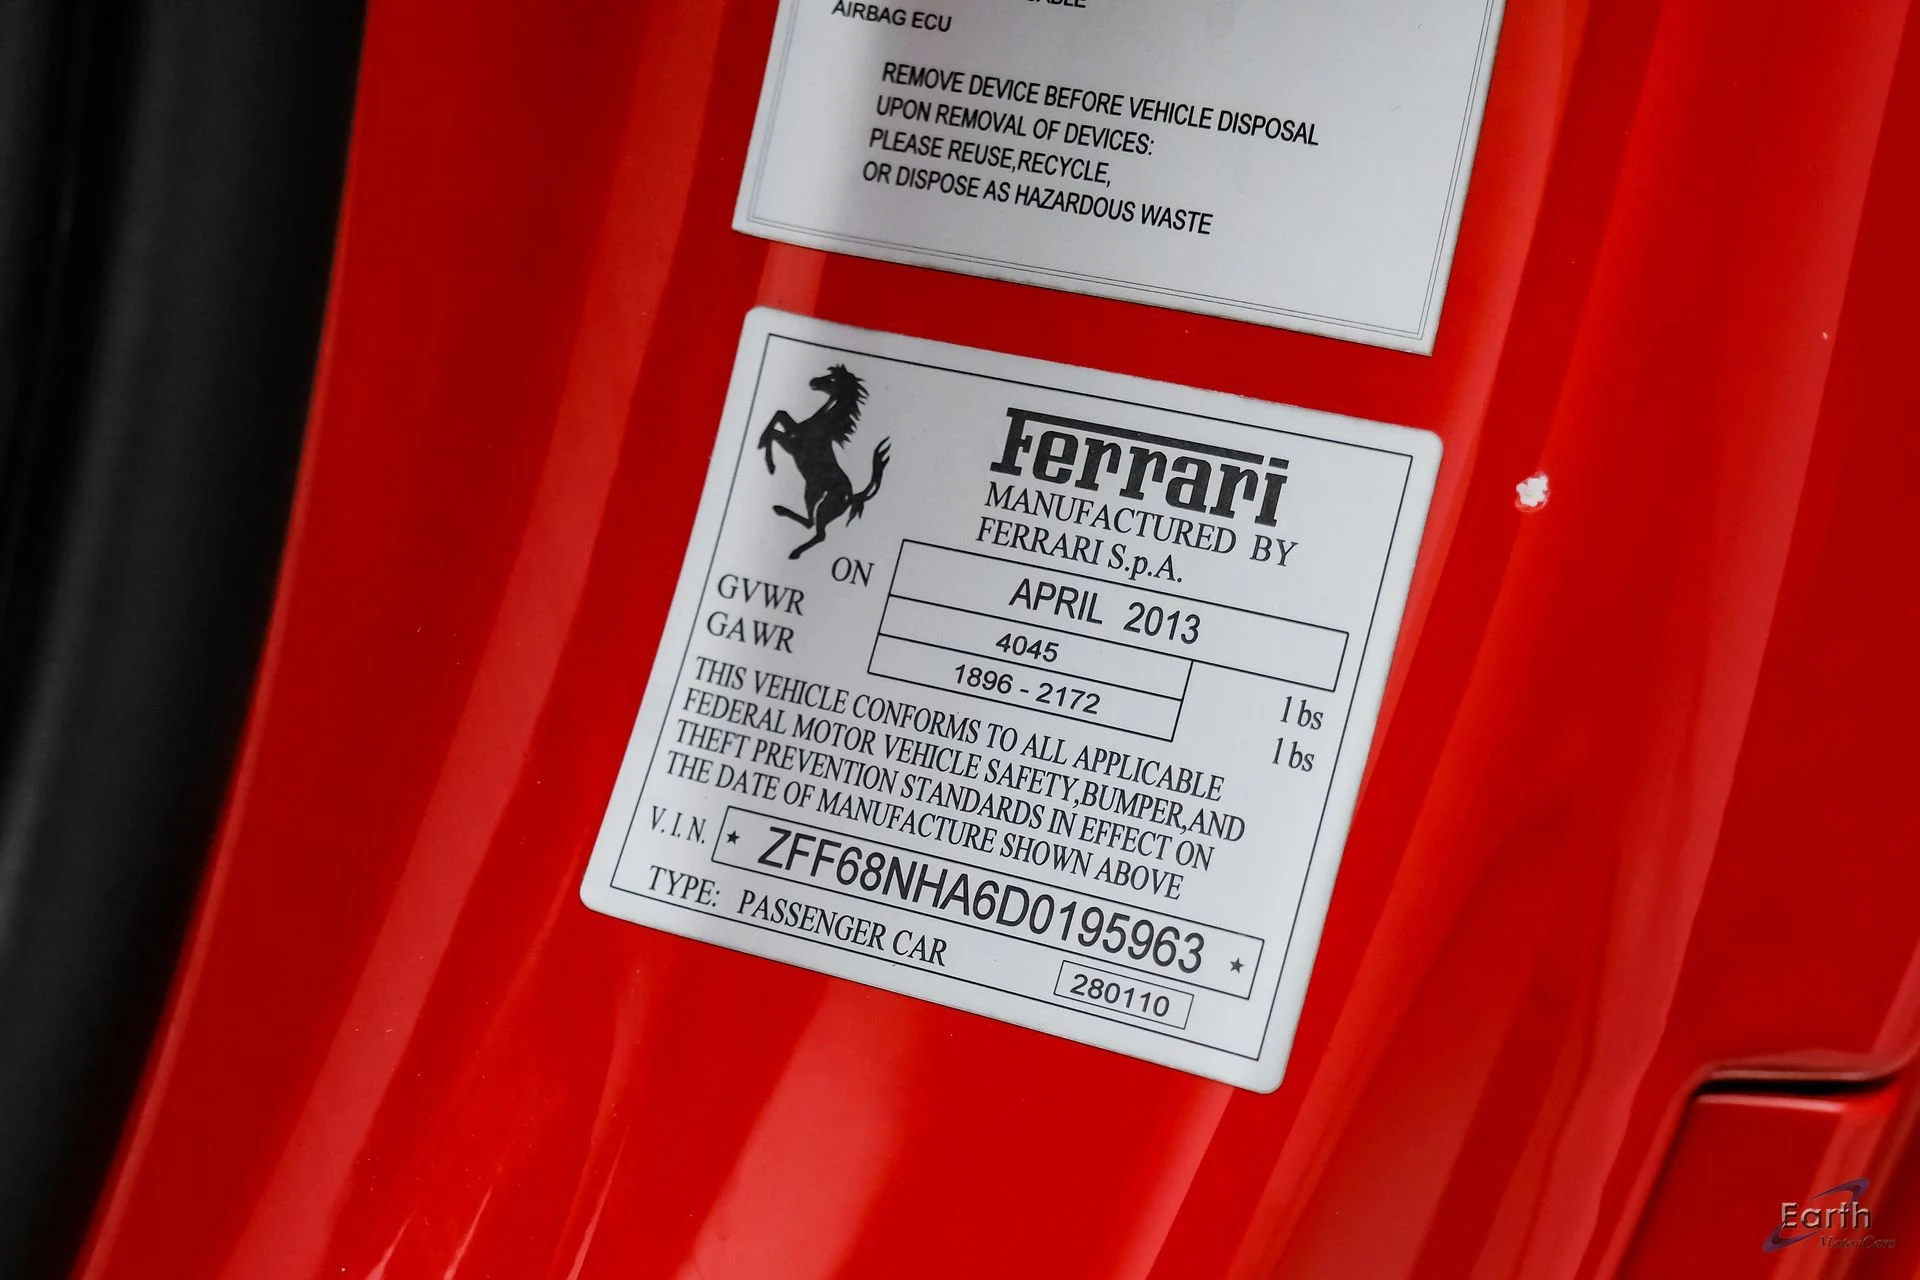 AIRBAG ECU
REMOVE DEVICE BEFORE VEHICLE DISPOSAL
UPON REMOVAL OF DEVICES:
PLEASE REUSE,RECYCLE,
OR DISPOSE AS HAZARDOUS WASTE
Ferrari
MANUFACTURED BY
FERRARI S.p.A.
ON APRIL 2013
GVWR 4045 lbs
GAWR 1896 - 2172 lbs
THIS VEHICLE CONFORMS TO ALL APPLICABLE
FEDERAL MOTOR VEHICLE SAFETY,BUMPER,AND
THEFT PREVENTION STANDARDS IN EFFECT ON
THE DATE OF MANUFACTURE SHOWN ABOVE
V.I.N. ★ ZFF68NHA6D0195963 ★
TYPE: PASSENGER CAR
280110
Earth
MotorCars